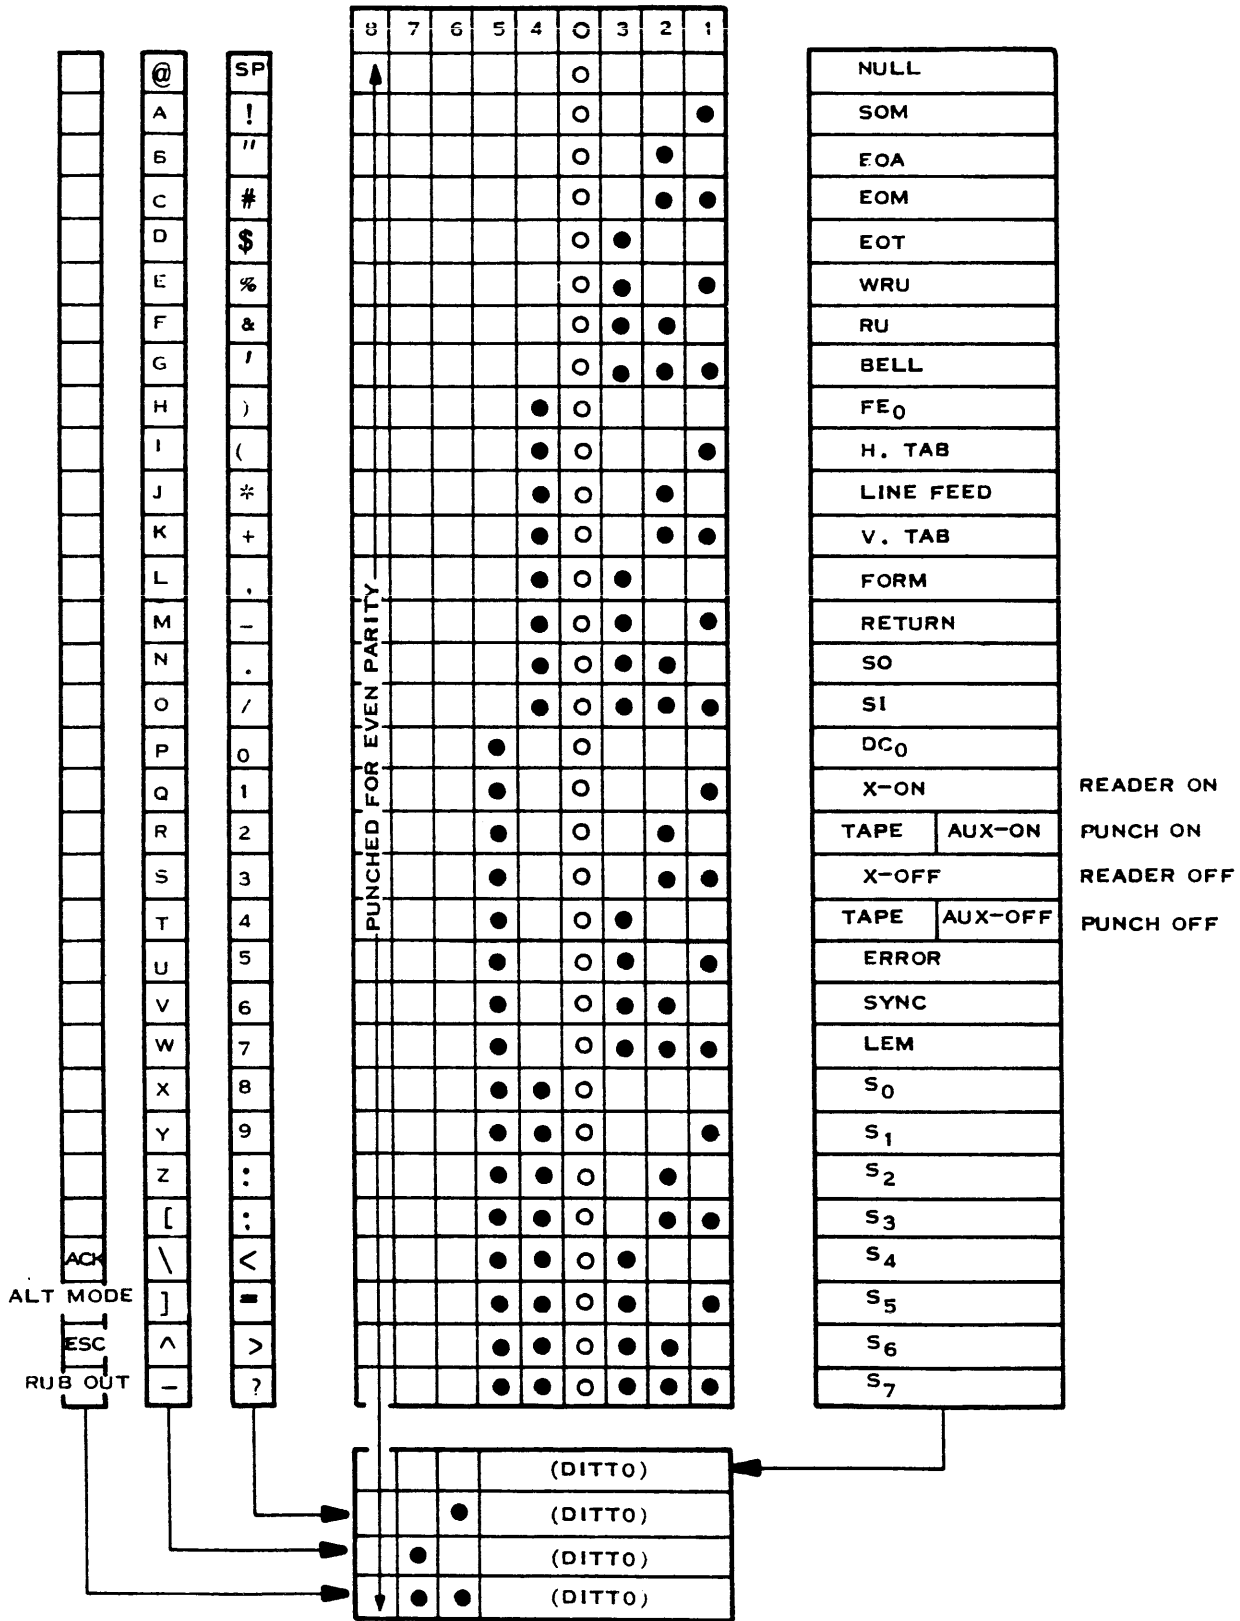 8 7 6 5 4 O 3 2 1
@ SP O NULL
A ! O ● SOM
B " O ● EOA
C # O ● ● EOM
D $ O ● EOT
E % O ● ● WRU
F & O ● ● RU
G ' O ● ● ● BELL
H ) ● O FE0
I ( ● O ● H. TAB
J * ● O ● LINE FEED
K + ● O ● ● V. TAB
L , ● O ● FORM
M - ● O ● ● RETURN
N . ● O ● ● SO
O / ● O ● ● ● SI
P 0 ● O DC0
Q 1 ● O ● X-ON READER ON
R 2 ● O ● TAPE AUX-ON PUNCH ON
S 3 ● O ● ● X-OFF READER OFF
T 4 ● O ● TAPE AUX-OFF PUNCH OFF
U 5 ● O ● ● ERROR
V 6 ● O ● ● SYNC
W 7 ● O ● ● ● LEM
X 8 ● ● O S0
Y 9 ● ● O ● S1
Z : ● ● O ● S2
[ ; ● ● O ● ● S3
ACK \ < ● ● O ● S4
ALT MODE ] = ● ● O ● ● S5
ESC ^ > ● ● O ● ● S6
RUB OUT — ? ● ● O ● ● ● S7
PUNCHED FOR EVEN PARITY
(DITTO)
● (DITTO)
● (DITTO)
● ● (DITTO)